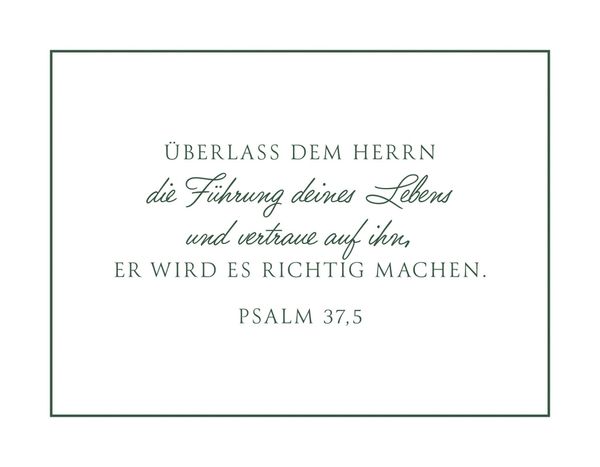 ÜBERLASS DEM HERRN
die Führung deines Lebens
und vertraue auf ihn,
ER WIRD ES RICHTIG MACHEN.
PSALM 37,5